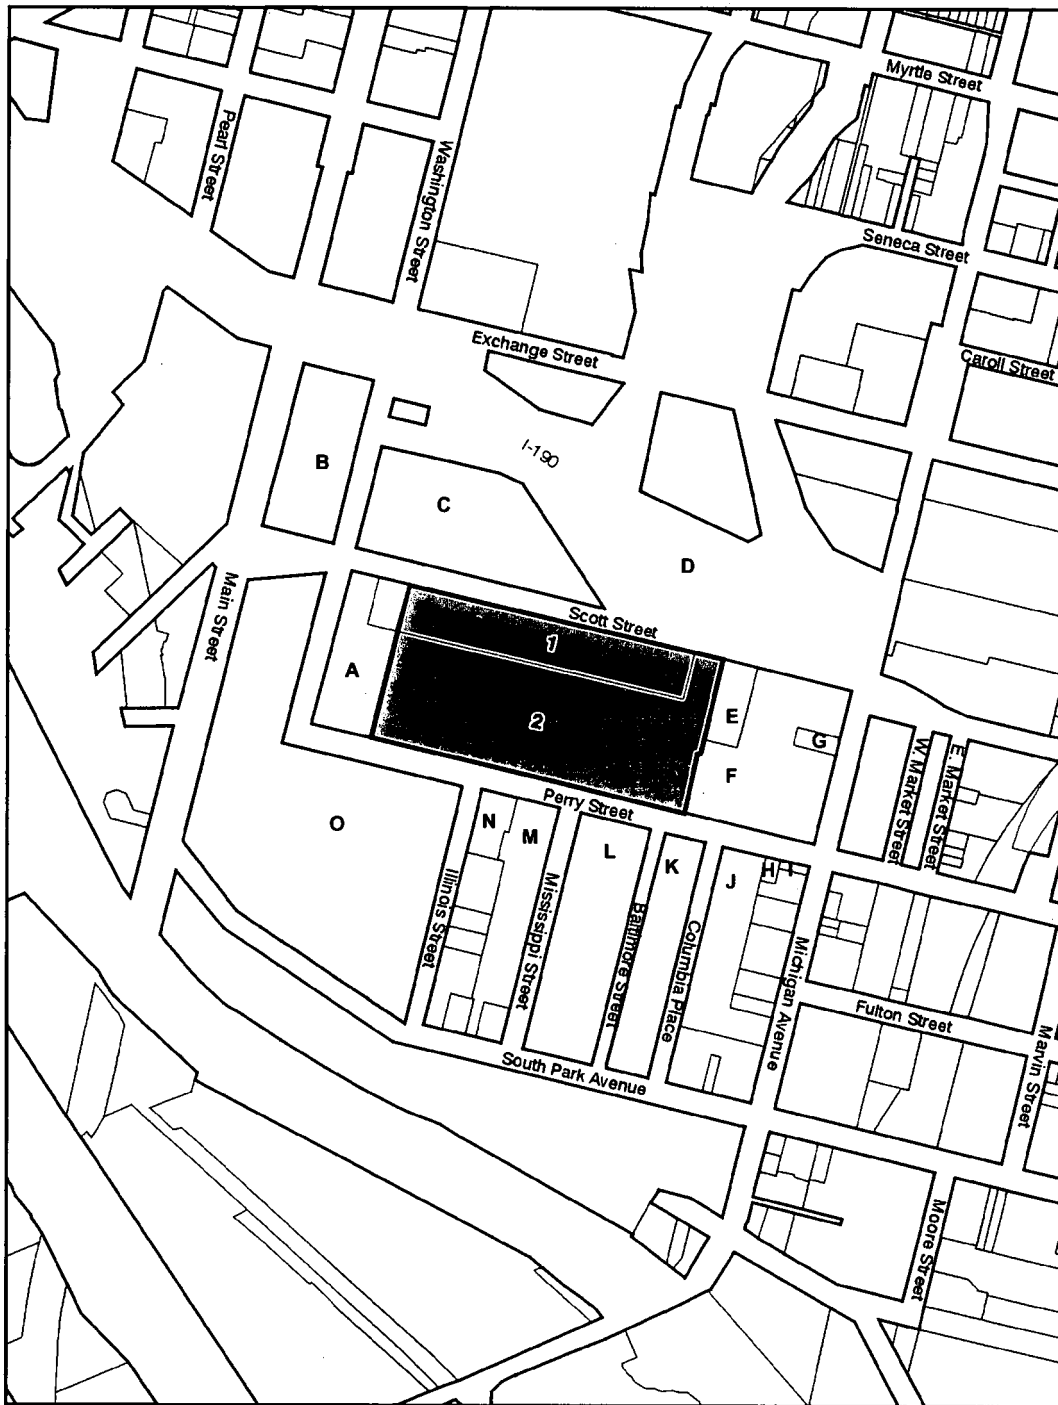 Myrtle Street
Pearl Street
Washington Street
Seneca Street
Exchange Street
Caroll Street
I-190
B
C
D
Main Street
Scott Street
1
A
2
E
G
F
W. Market Street
E. Market Street
Perry Street
N
M
O
L
K
H
I
J
Illinois Street
Mississippi Street
Baltimore Street
Columbia Place
Michigan Avenue
Fulton Street
Marvin Street
South Park Avenue
Moore Street